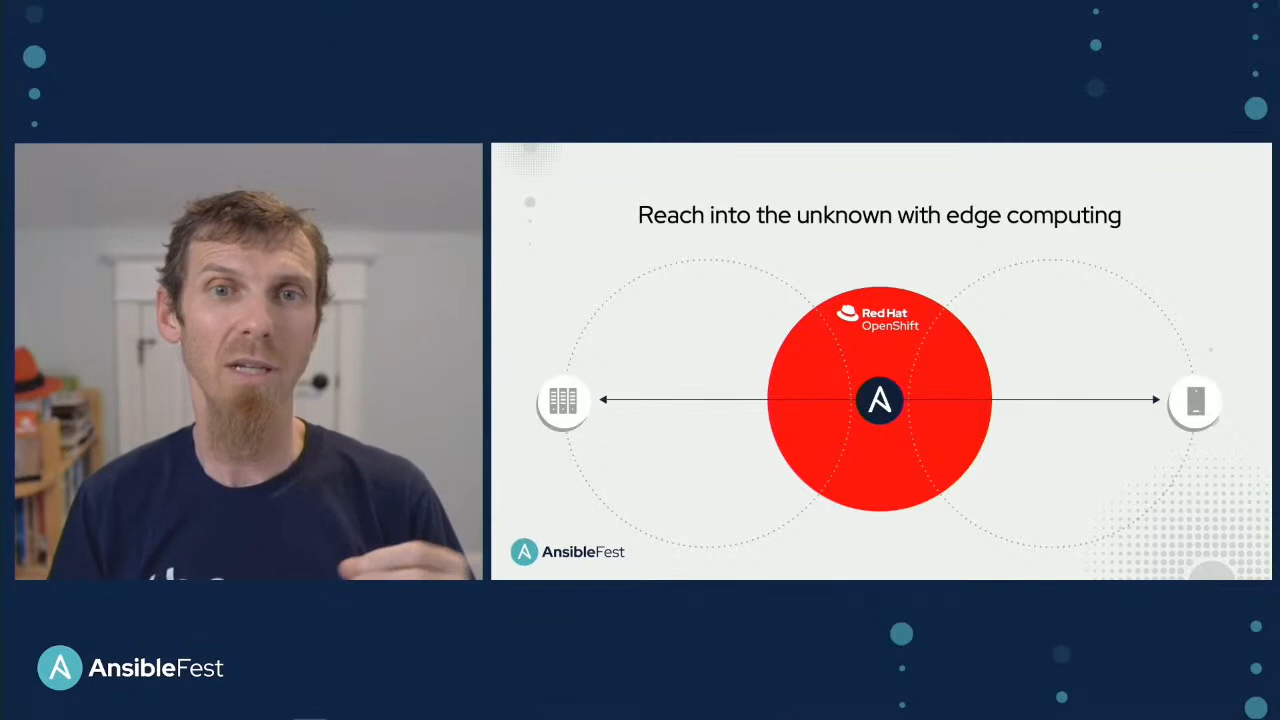 Reach into the unknown with edge computing
Red Hat
OpenShift
AnsibleFest
AnsibleFest